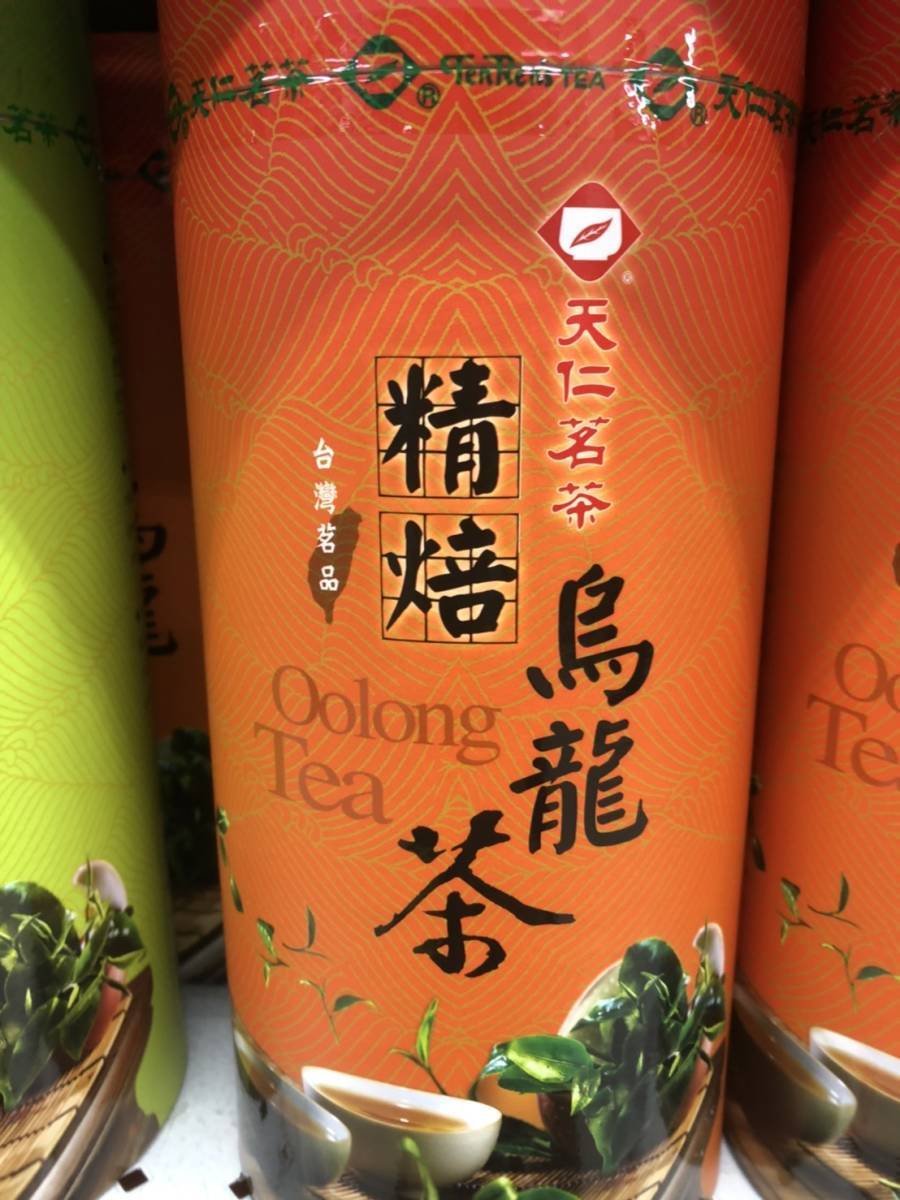 天仁茗茶
TenRen's TEA
天仁茗茶
天仁茗茶
精焙
烏龍
茶
台灣茗品
Oolong
Tea